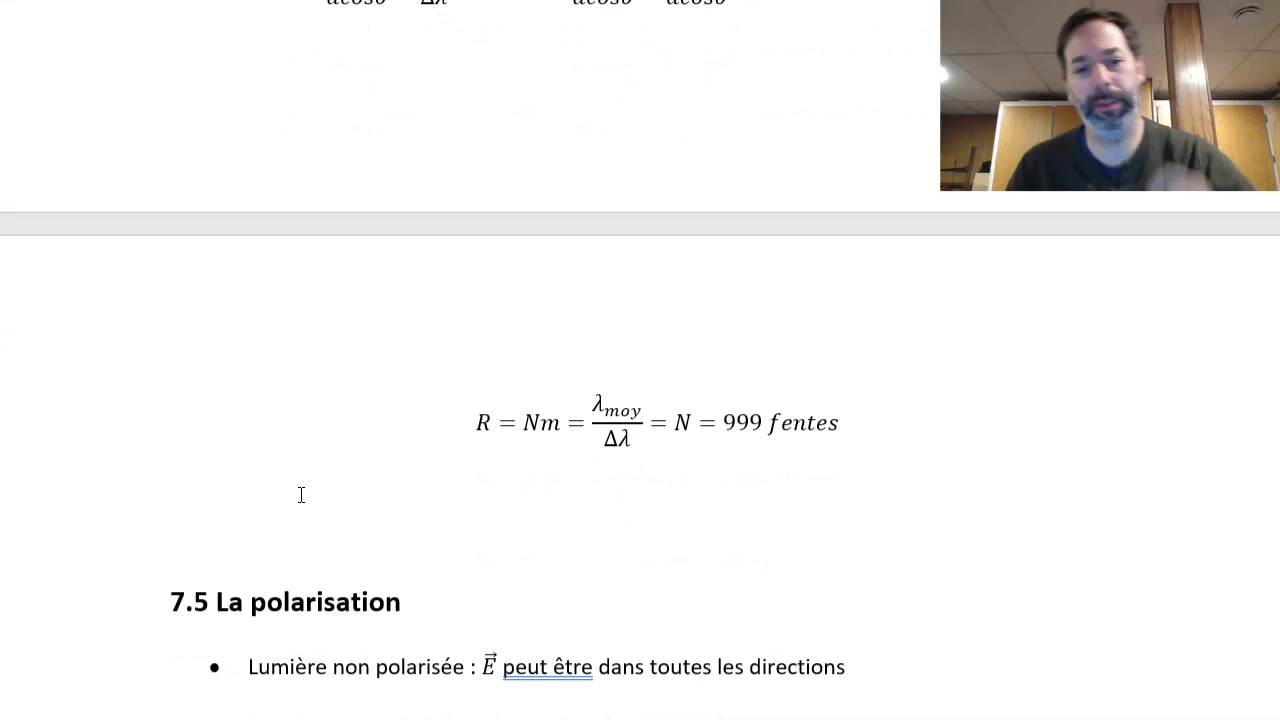 R = Nm = λ_moy / Δλ = N = 999 fentes
7.5 La polarisation
• Lumière non polarisée : E⃗ peut être dans toutes les directions